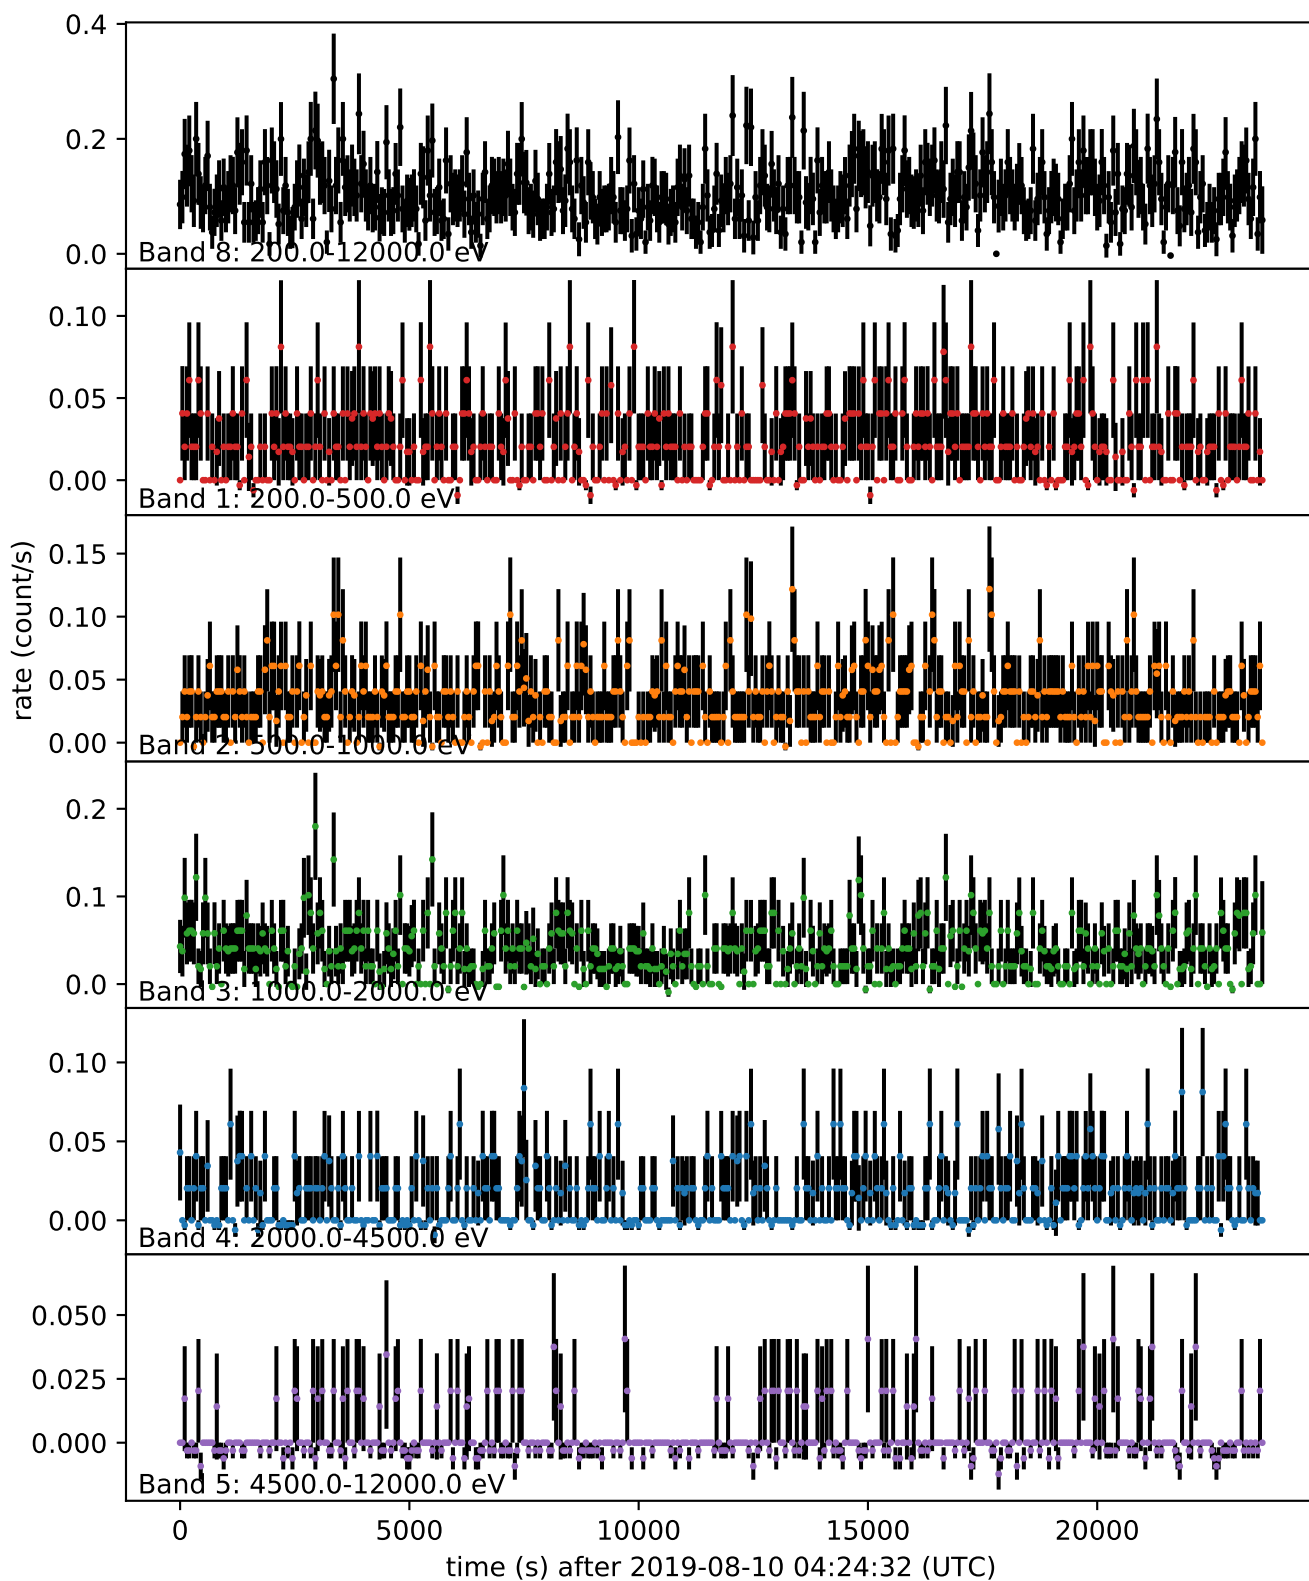 0.4
0.2
0.0
Band 8: 200.0-12000.0 eV
0.10
0.05
0.00
Band 1: 200.0-500.0 eV
0.15
0.10
0.05
0.00
Band 2: 500.0-1000.0 eV
rate (count/s)
0.2
0.1
0.0
Band 3: 1000.0-2000.0 eV
0.10
0.05
0.00
Band 4: 2000.0-4500.0 eV
0.050
0.025
0.000
Band 5: 4500.0-12000.0 eV
0 5000 10000 15000 20000
time (s) after 2019-08-10 04:24:32 (UTC)